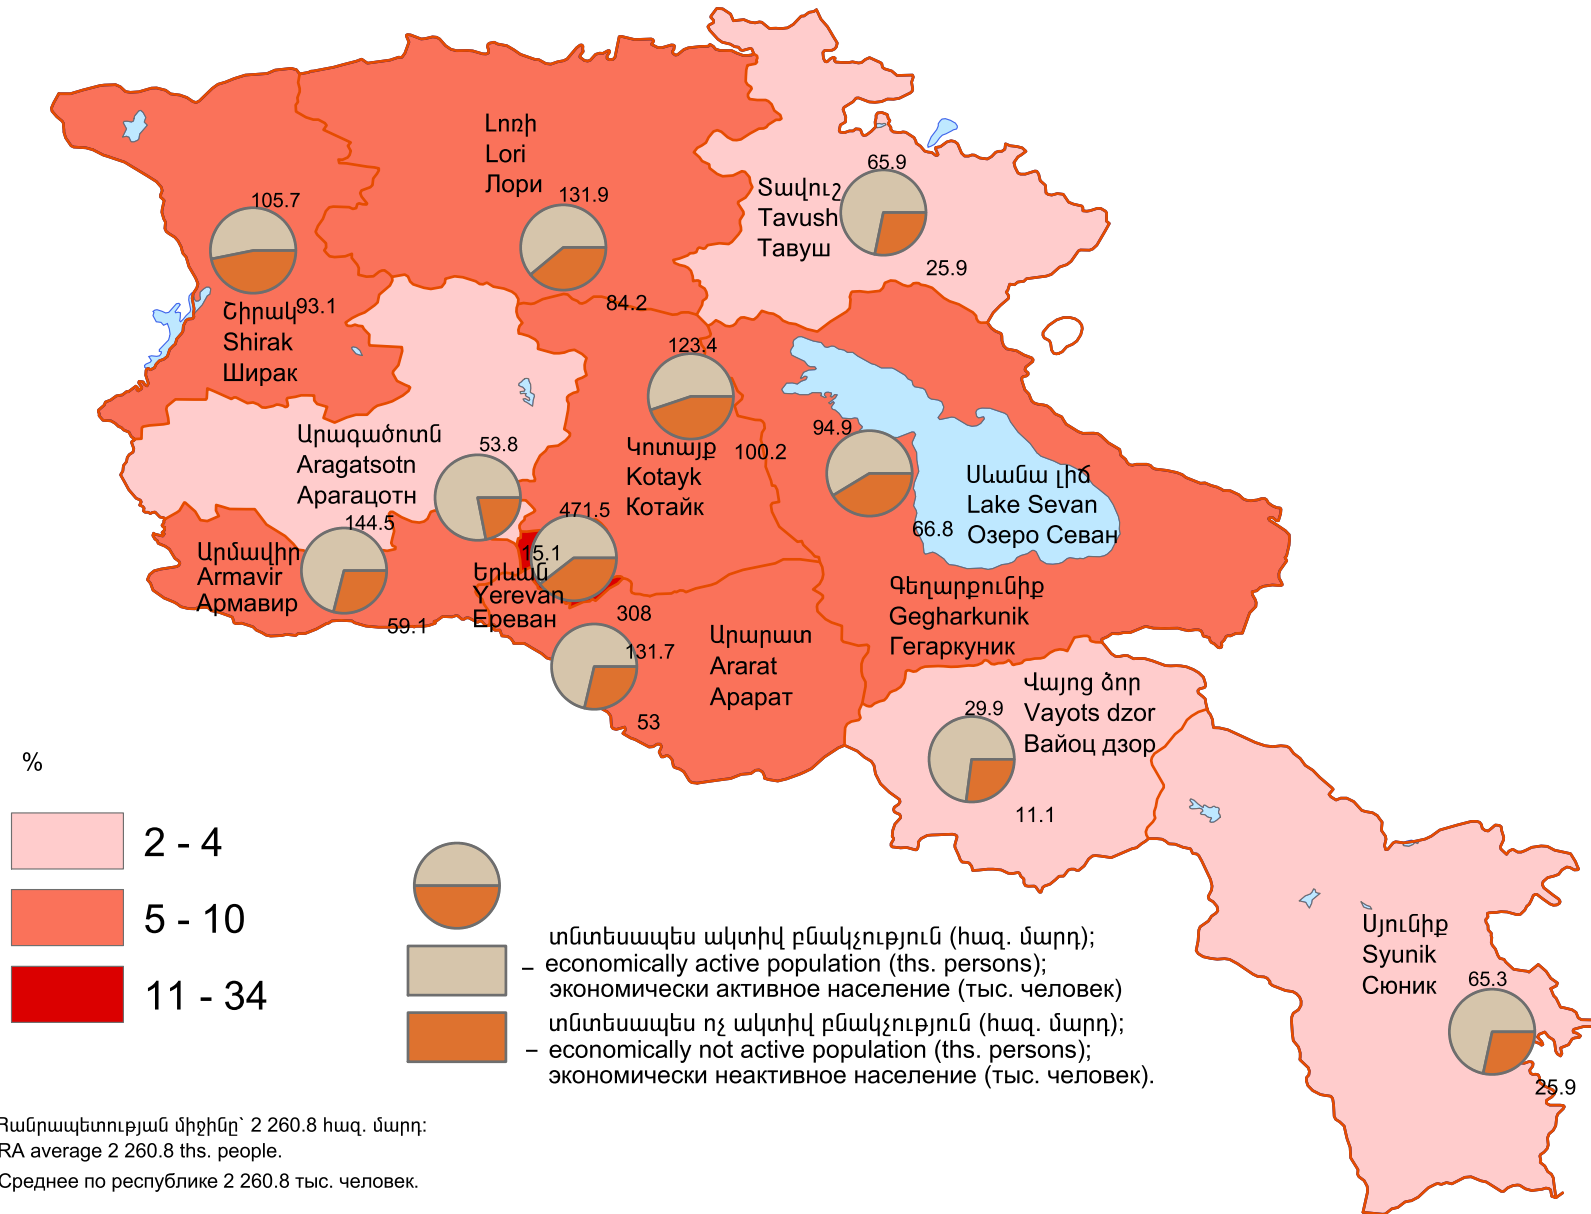 Լոռի
Lori
Лори
131.9
84.2
65.9
Տավուշ
Tavush
Тавуш
25.9
105.7
Շիրակ
93.1
Shirak
Ширак
123.4
Կոտայք
100.2
Kotayk
Котайк
53.8
Արագածոտն
Aragatsotn
Арагацотн
15.1
94.9
66.8
Սևանա լիճ
Lake Sevan
Озеро Севан
144.5
Արմավիր
Armavir
Армавир
59.1
471.5
Երևան
Yerevan
Ереван
308
Գեղարքունիք
Gegharkunik
Гегаркуник
131.7
Արարատ
Ararat
Арарат
53
Վայոց ձոր
Vayots dzor
Вайоц дзор
29.9
11.1
Սյունիք
Syunik
Сюник
65.3
25.9
%
2 - 4
5 - 10
11 - 34
տնտեսապես ակտիվ բնակչություն (հազ. մարդ);
– economically active population (ths. persons);
экономически активное население (тыс. человек)
տնտեսապես ոչ ակտիվ բնակչություն (հազ. մարդ);
– economically not active population (ths. persons);
экономически неактивное население (тыс. человек).
Հանրապետության միջինը` 2 260.8 հազ. մարդ:
RA average 2 260.8 ths. people.
Среднее по республике 2 260.8 тыс. человек.